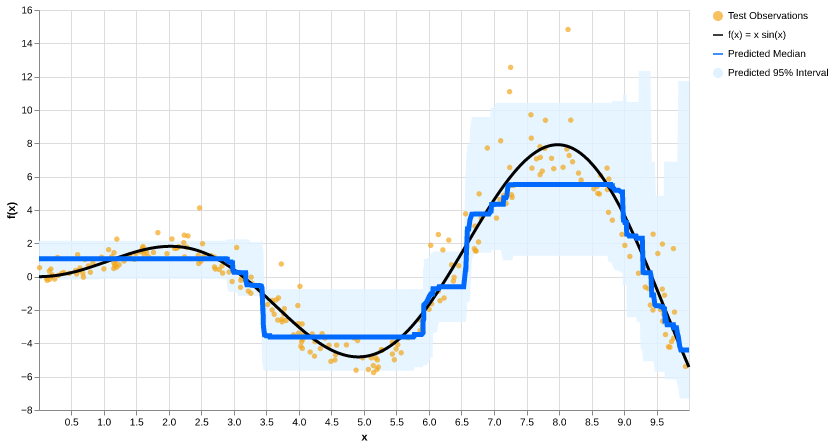 16
14
12
10
8
6
4
2
0
−2
−4
−6
−8
f(x)
0.5 1.0 1.5 2.0 2.5 3.0 3.5 4.0 4.5 5.0 5.5 6.0 6.5 7.0 7.5 8.0 8.5 9.0 9.5
x
Test Observations
f(x) = x sin(x)
Predicted Median
Predicted 95% Interval